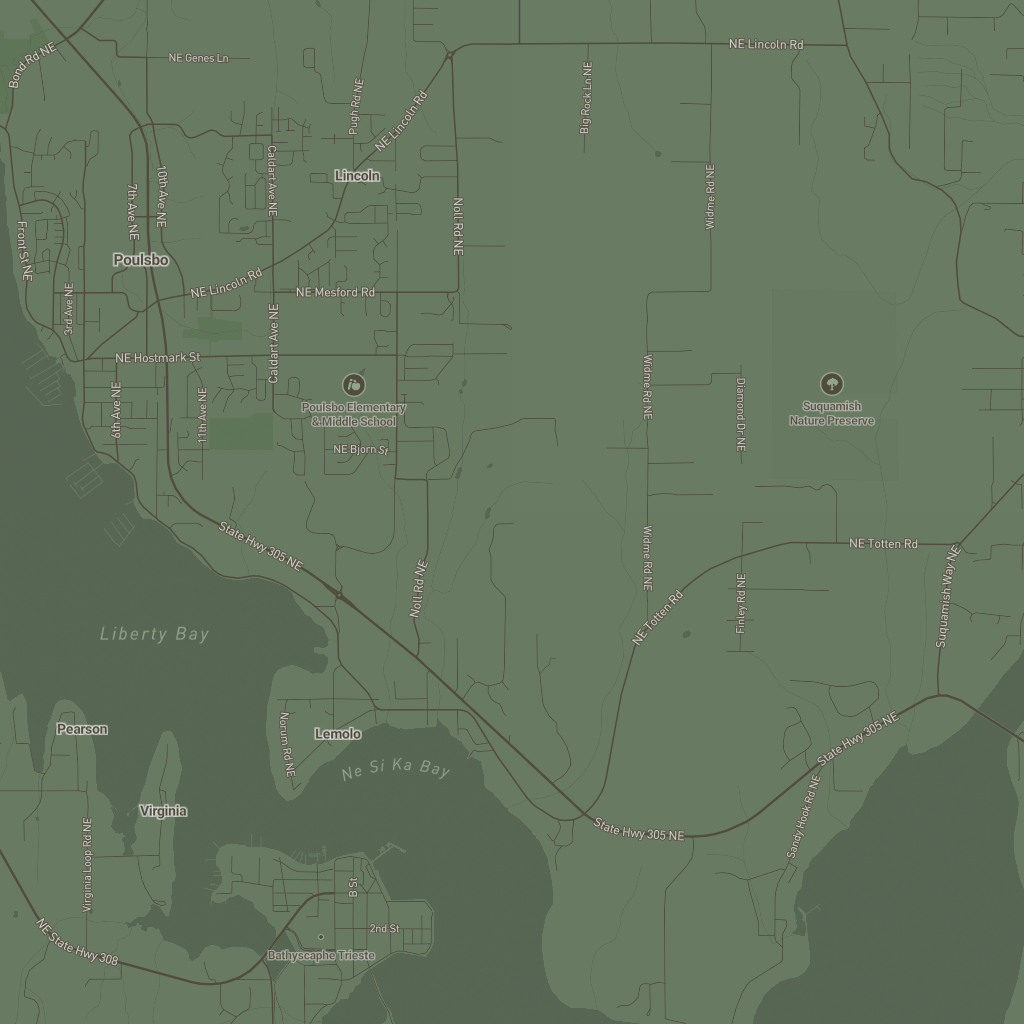 NE Lincoln Rd
Bond Rd NE
NE Genes Ln
Big Rock Ln NE
Pugh Rd NE
NE Lincoln Rd
Lincoln
Caldart Ave NE
10th Ave NE
7th Ave NE
Widme Rd NE
Noll Rd NE
Front St NE
Poulsbo
NE Lincoln Rd
NE Mesford Rd
3rd Ave NE
Caldart Ave NE
NE Hostmark St
Widme Rd NE
6th Ave NE
11th Ave NE
Poulsbo Elementary
& Middle School
Diamond Dr NE
Suquamish
Nature Preserve
NE Bjorn St
State Hwy 305 NE
NE Totten Rd
Widme Rd NE
Noll Rd NE
Finley Rd NE
Suquamish Way NE
NE Totten Rd
Liberty Bay
Pearson
Norum Rd NE
Lemolo
State Hwy 305 NE
Ne Si Ka Bay
Virginia
Sandy Hook Rd NE
State Hwy 305 NE
Virginia Loop Rd NE
B St
2nd St
NE State Hwy 308
Bathyscaphe Trieste